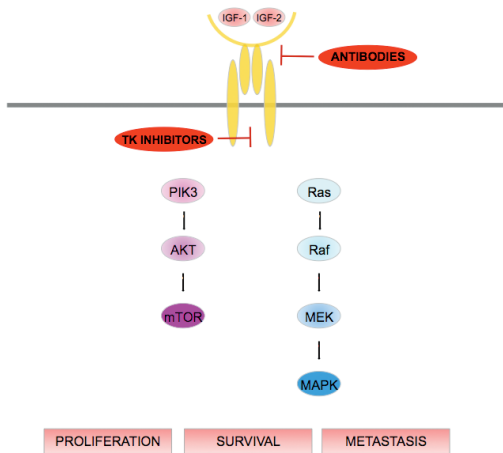 IGF-1 IGF-2
ANTIBODIES
TK INHIBITORS
PIK3 Ras
AKT Raf
mTOR MEK
MAPK
PROLIFERATION SURVIVAL METASTASIS